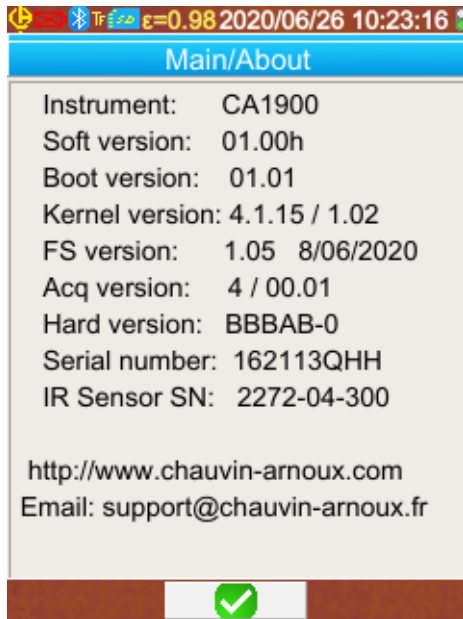 TF ε=0.98 2020/06/26 10:23:16
Main/About
Instrument: CA1900
Soft version: 01.00h
Boot version: 01.01
Kernel version: 4.1.15 / 1.02
FS version: 1.05 8/06/2020
Acq version: 4 / 00.01
Hard version: BBBAB-0
Serial number: 162113QHH
IR Sensor SN: 2272-04-300
http://www.chauvin-arnoux.com
Email: support@chauvin-arnoux.fr